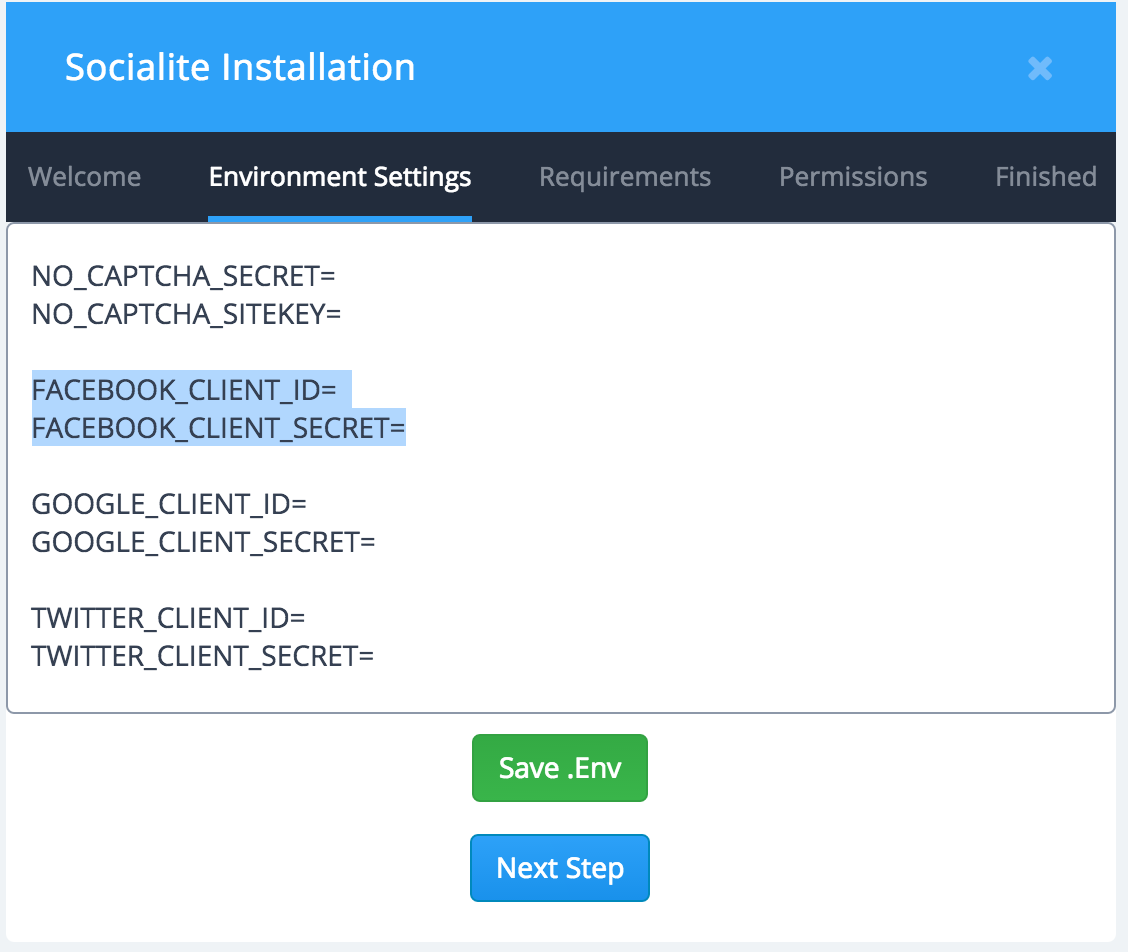 Socialite Installation
Welcome Environment Settings Requirements Permissions Finished
NO_CAPTCHA_SECRET=
NO_CAPTCHA_SITEKEY=
FACEBOOK_CLIENT_ID=
FACEBOOK_CLIENT_SECRET=
GOOGLE_CLIENT_ID=
GOOGLE_CLIENT_SECRET=
TWITTER_CLIENT_ID=
TWITTER_CLIENT_SECRET=
Save .Env
Next Step